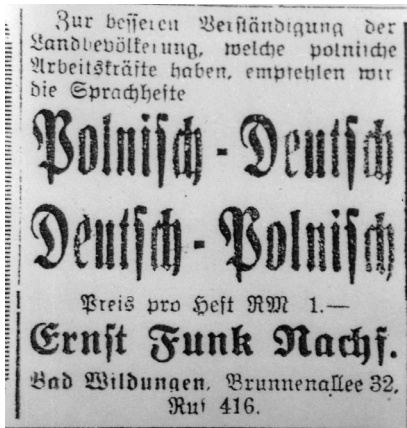 Zur besseren Verständigung der
Landbevölkerung, welche polnische
Arbeitskräfte haben, empfehlen wir
die Sprachhefte
Polnisch - Deutsch
Deutsch - Polnisch
Preis pro Heft RM 1.—
Ernst Funk Nachf.
Bad Wildungen, Brunnenallee 32,
Ruf 416.